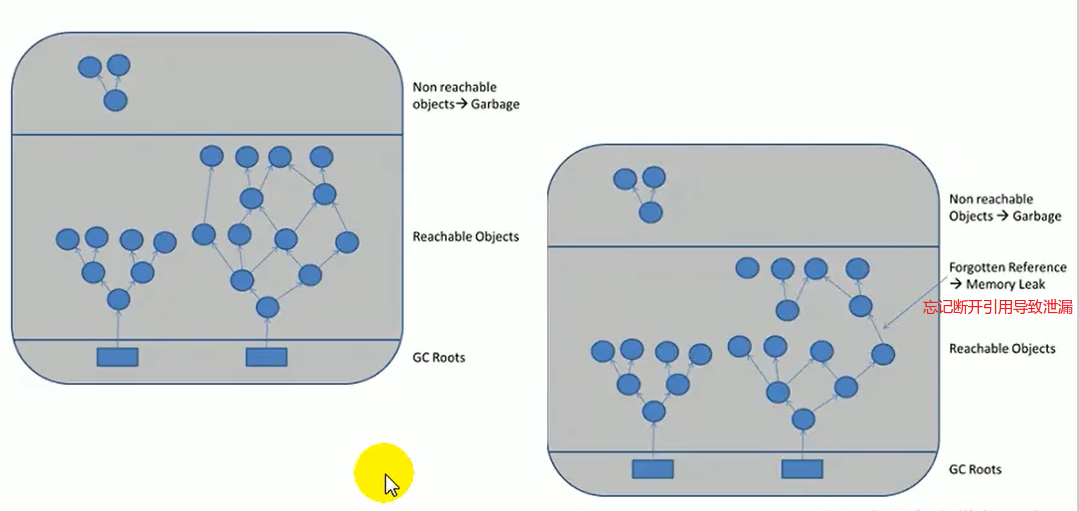 Non reachable
objects→ Garbage
Reachable Objects
GC Roots
Non reachable
Objects → Garbage
Forgotten Reference
→ Memory Leak
忘记断开引用导致泄漏
Reachable Objects
GC Roots